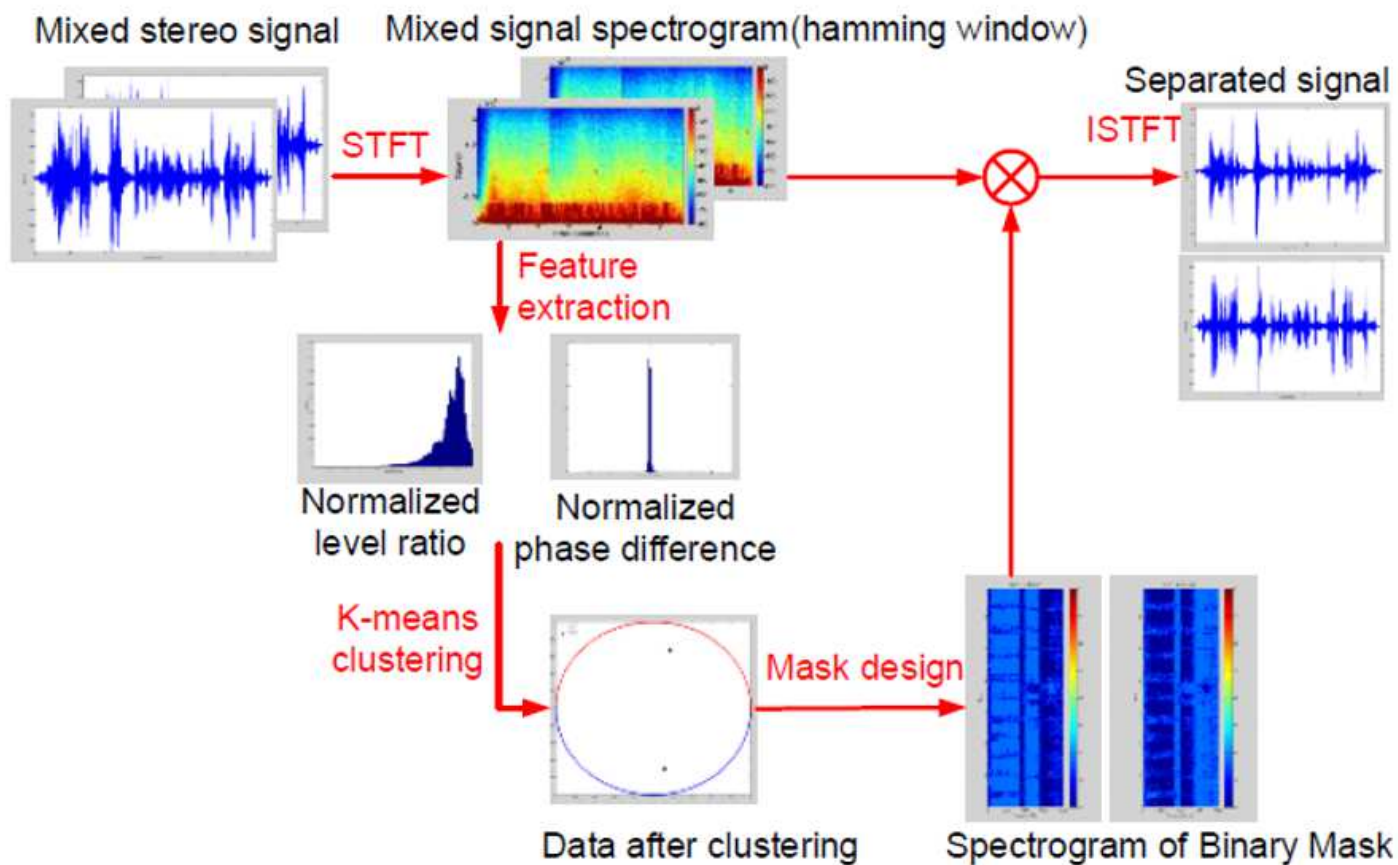 Mixed stereo signal
Mixed signal spectrogram(hamming window)
Separated signal
STFT
ISTFT
Feature
extraction
Normalized
level ratio
Normalized
phase difference
K-means
clustering
Mask design
Data after clustering
Spectrogram of Binary Mask